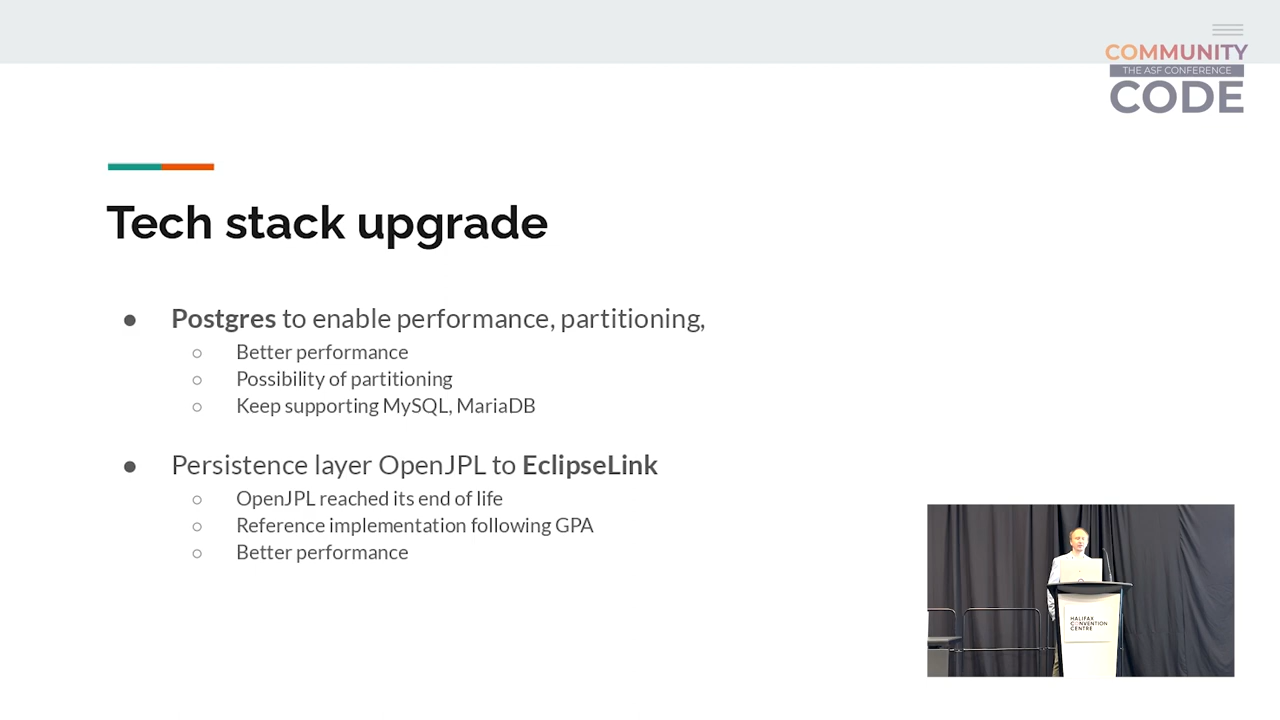 COMMUNITY
THE ASF CONFERENCE
CODE
Tech stack upgrade
● Postgres to enable performance, partitioning,
○ Better performance
○ Possibility of partitioning
○ Keep supporting MySQL, MariaDB
● Persistence layer OpenJPL to EclipseLink
○ OpenJPL reached its end of life
○ Reference implementation following GPA
○ Better performance
HALIFAX
CONVENTION
CENTRE